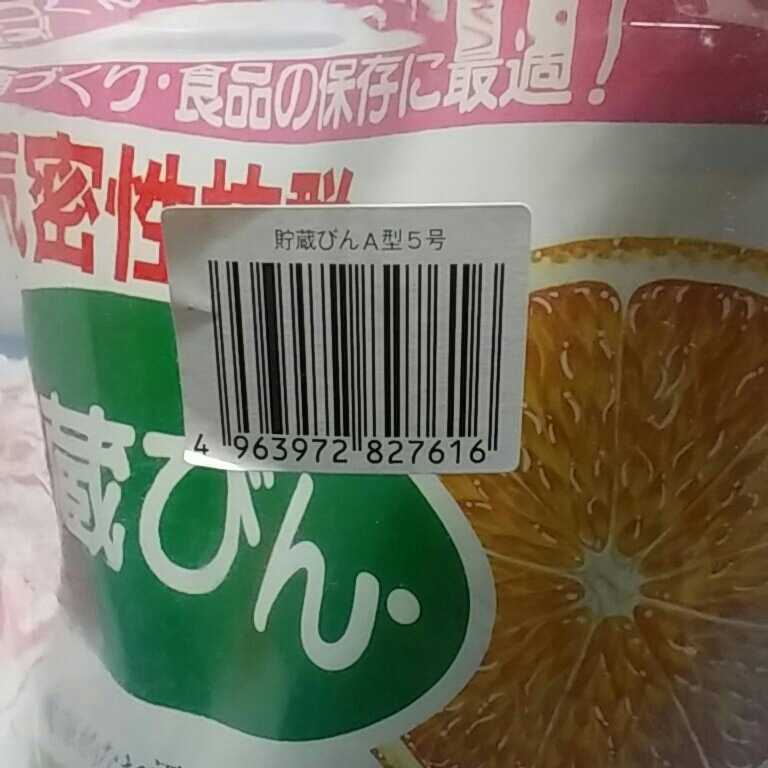 づくり・食品の保存に最適!
気密性抜群
貯蔵びんA型5号
4 963972 827616
蔵びん・